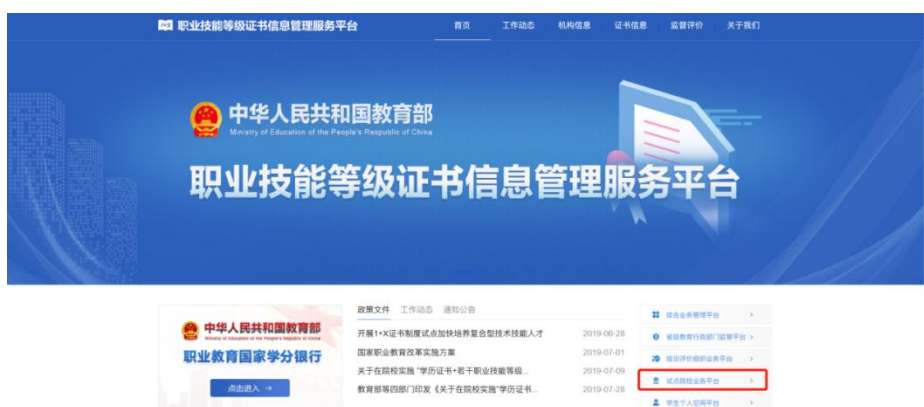 职业技能等级证书信息管理服务平台
首页 工作动态 机构信息 证书信息 监督评价 关于我们
中华人民共和国教育部
Ministry of Education of the People's Respublic of China
职业技能等级证书信息管理服务平台
中华人民共和国教育部
Ministry of Education of the People's Respublic of China
职业教育国家学分银行
点击进入 →
政策文件 工作动态 通知公告
开展1+X证书制度试点加快培养复合型技术技能人才 2019-06-28
国家职业教育改革实施方案 2019-07-01
关于在院校实施 "学历证书+若干职业技能等级... 2019-07-09
教育部等四部门印发《关于在院校实施"学历证书... 2019-07-28
综合业务管理平台 >
省级教育行政部门监管平台 >
培训评价组织业务平台 >
试点院校业务平台 >
学生个人空间平台 >